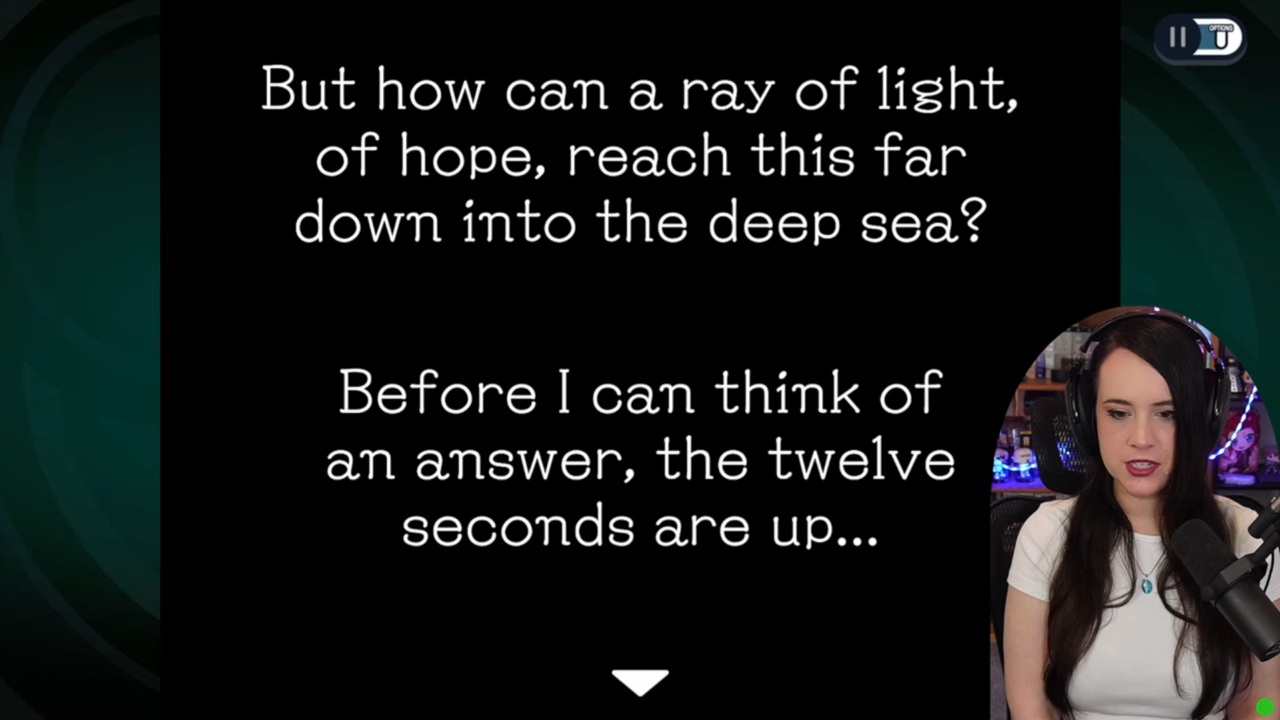 OPTIONS
But how can a ray of light,
of hope, reach this far
down into the deep sea?
Before I can think of
an answer, the twelve
seconds are up...